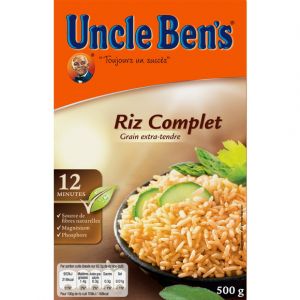 Uncle Ben's
"Toujours un succès"
Riz Complet
Grain extra-tendre
12
MINUTES
Source de
fibres naturelles
Magnésium
Phosphore
500 g